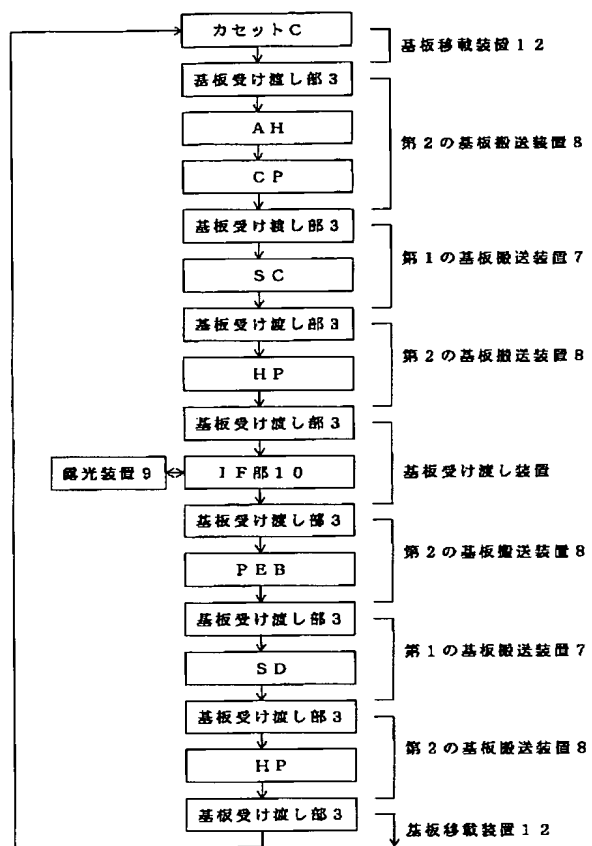 カセットC
基板移載装置12
基板受け渡し部3
AH
第2の基板搬送装置8
CP
基板受け渡し部3
第1の基板搬送装置7
SC
基板受け渡し部3
第2の基板搬送装置8
HP
基板受け渡し部3
露光装置9
IF部10
基板受け渡し装置
基板受け渡し部3
第2の基板搬送装置8
PEB
基板受け渡し部3
第1の基板搬送装置7
SD
基板受け渡し部3
第2の基板搬送装置8
HP
基板受け渡し部3
基板移載装置12